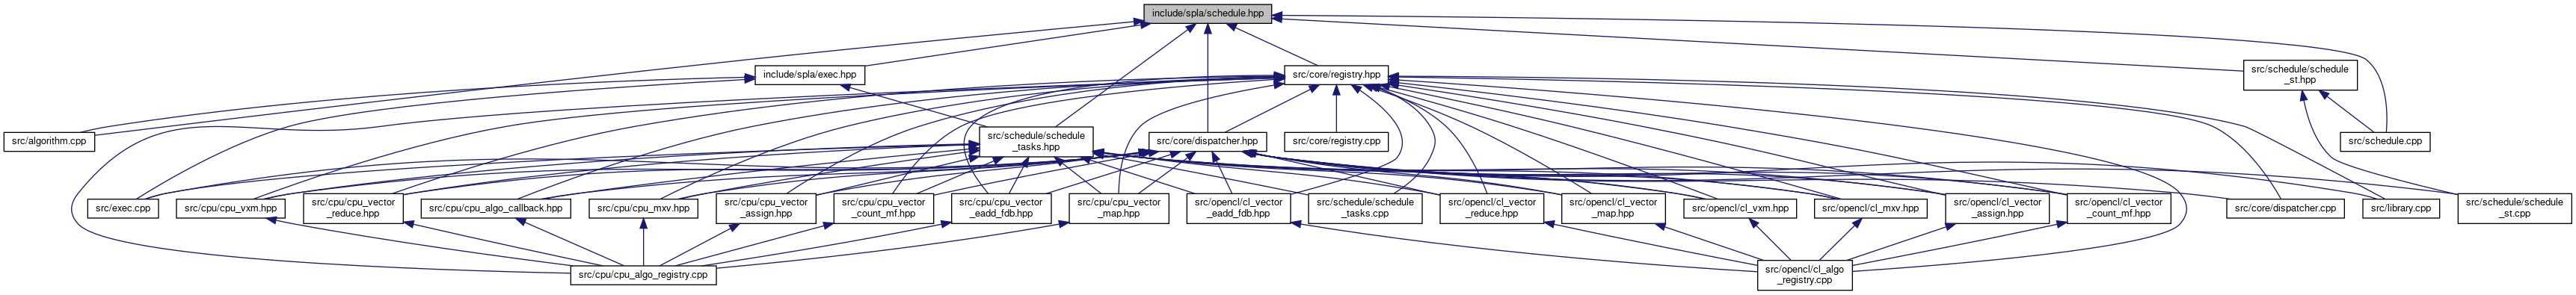 include/spla/schedule.hpp
include/spla/exec.hpp
src/core/registry.hpp
src/schedule/schedule
_st.hpp
src/algorithm.cpp
src/schedule/schedule
_tasks.hpp
src/core/dispatcher.hpp
src/core/registry.cpp
src/schedule.cpp
src/exec.cpp
src/cpu/cpu_vxm.hpp
src/cpu/cpu_vector
_reduce.hpp
src/cpu/cpu_algo_callback.hpp
src/cpu/cpu_mxv.hpp
src/cpu/cpu_vector
_assign.hpp
src/cpu/cpu_vector
_count_mf.hpp
src/cpu/cpu_vector
_eadd_fdb.hpp
src/cpu/cpu_vector
_map.hpp
src/opencl/cl_vector
_eadd_fdb.hpp
src/schedule/schedule
_tasks.cpp
src/opencl/cl_vector
_reduce.hpp
src/opencl/cl_vector
_map.hpp
src/opencl/cl_vxm.hpp
src/opencl/cl_mxv.hpp
src/opencl/cl_vector
_assign.hpp
src/opencl/cl_vector
_count_mf.hpp
src/core/dispatcher.cpp
src/library.cpp
src/schedule/schedule
_st.cpp
src/cpu/cpu_algo_registry.cpp
src/opencl/cl_algo
_registry.cpp